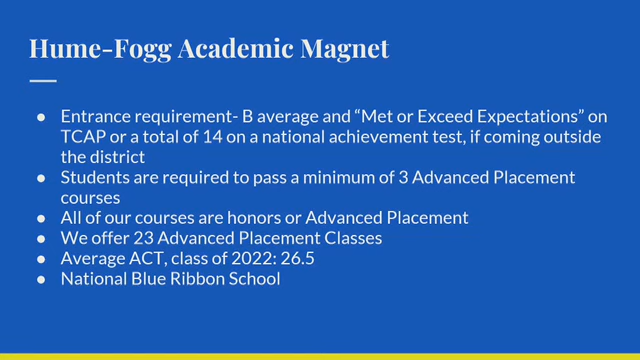 Hume-Fogg Academic Magnet
● Entrance requirement- B average and “Met or Exceed Expectations” on
TCAP or a total of 14 on a national achievement test, if coming outside
the district
● Students are required to pass a minimum of 3 Advanced Placement
courses
● All of our courses are honors or Advanced Placement
● We offer 23 Advanced Placement Classes
● Average ACT, class of 2022: 26.5
● National Blue Ribbon School